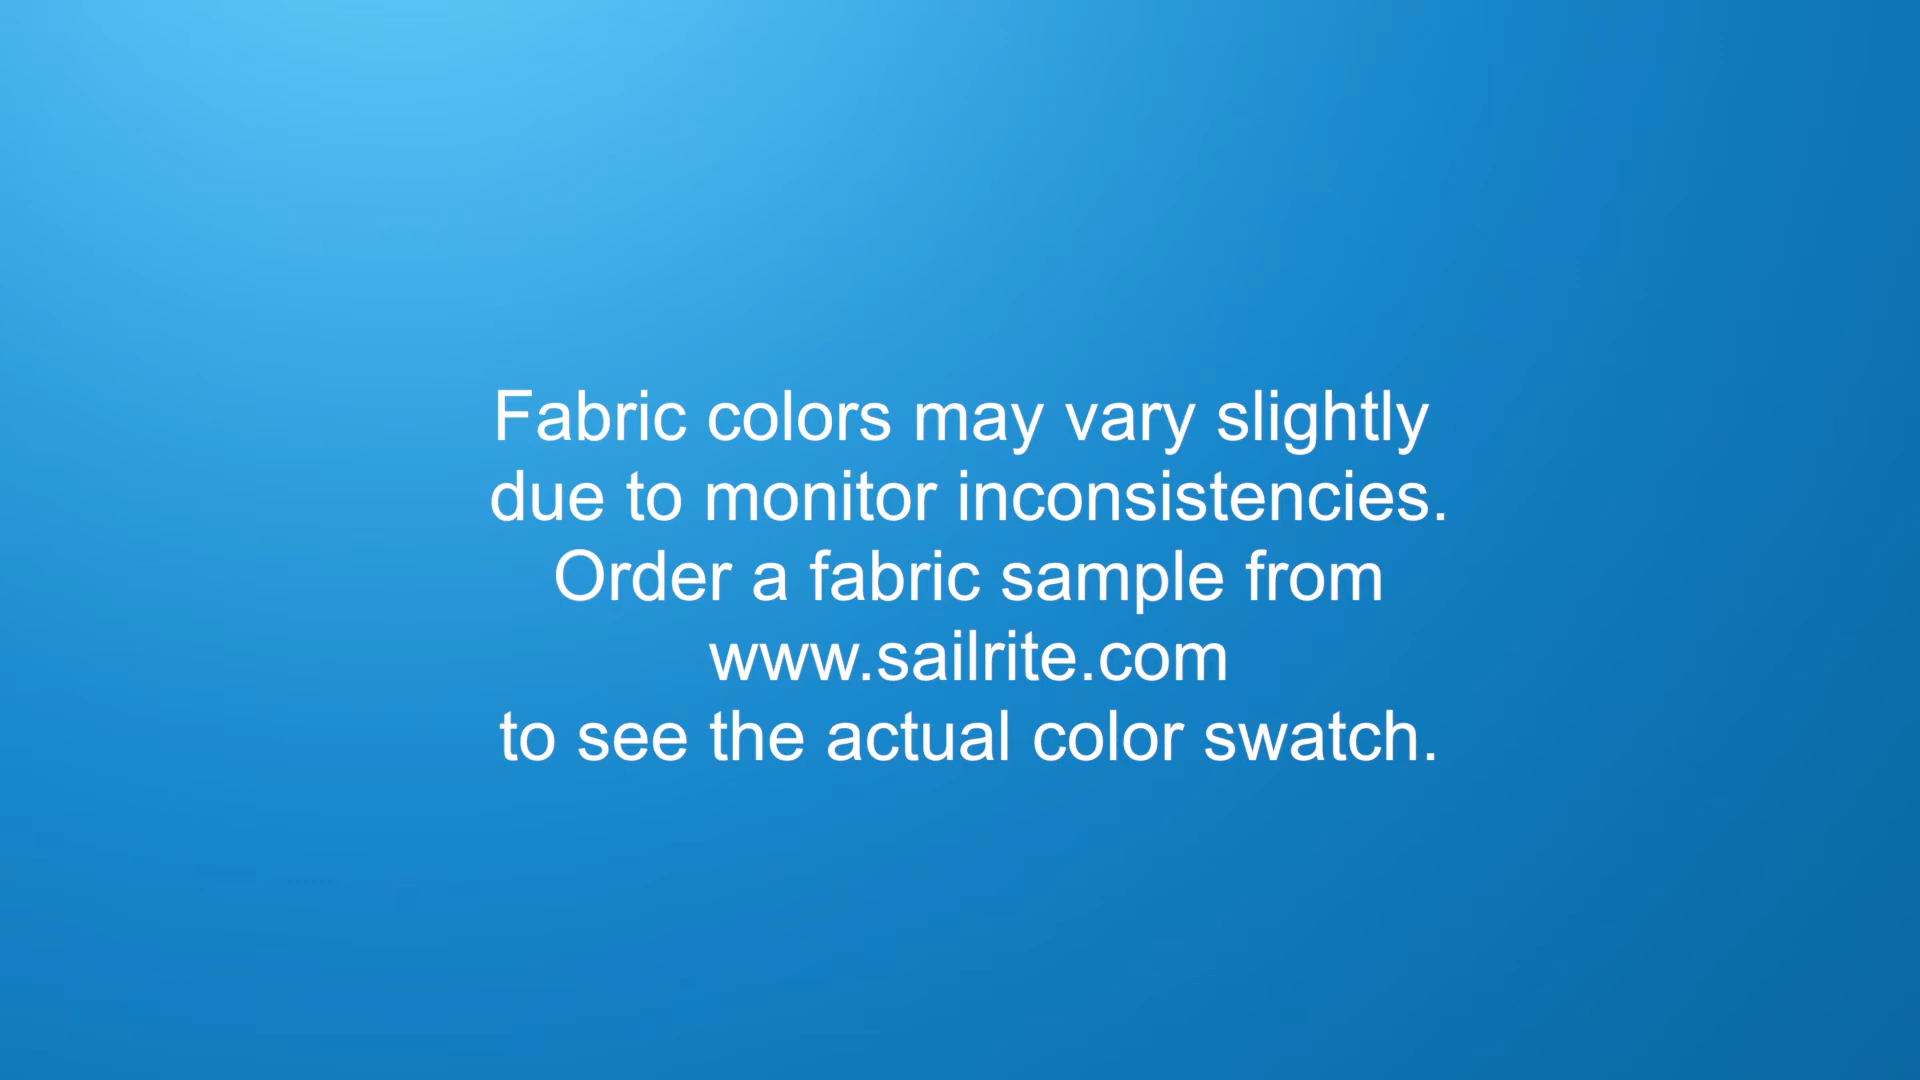 Fabric colors may vary slightly
due to monitor inconsistencies.
Order a fabric sample from
www.sailrite.com
to see the actual color swatch.